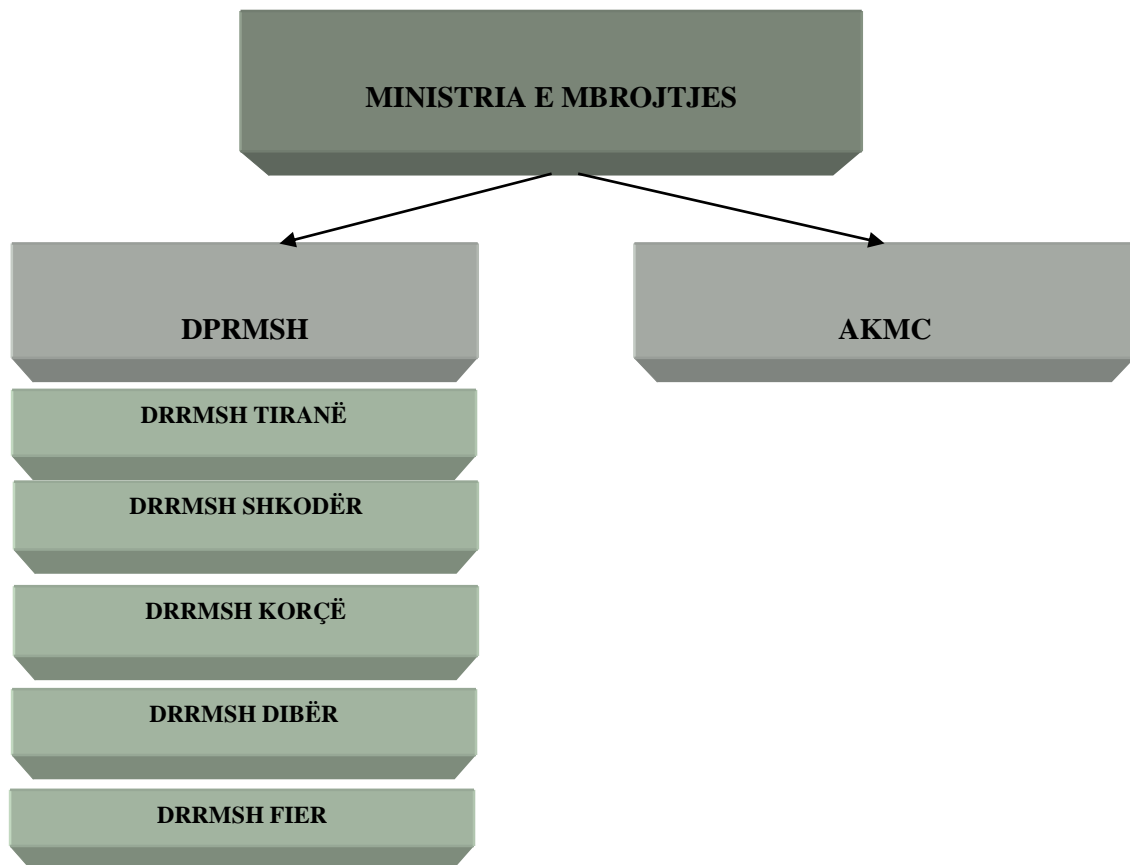 MINISTRIA E MBROJTJES
DPRMSH
AKMC
DRRMSH TIRANË
DRRMSH SHKODËR
DRRMSH KORÇË
DRRMSH DIBËR
DRRMSH FIER